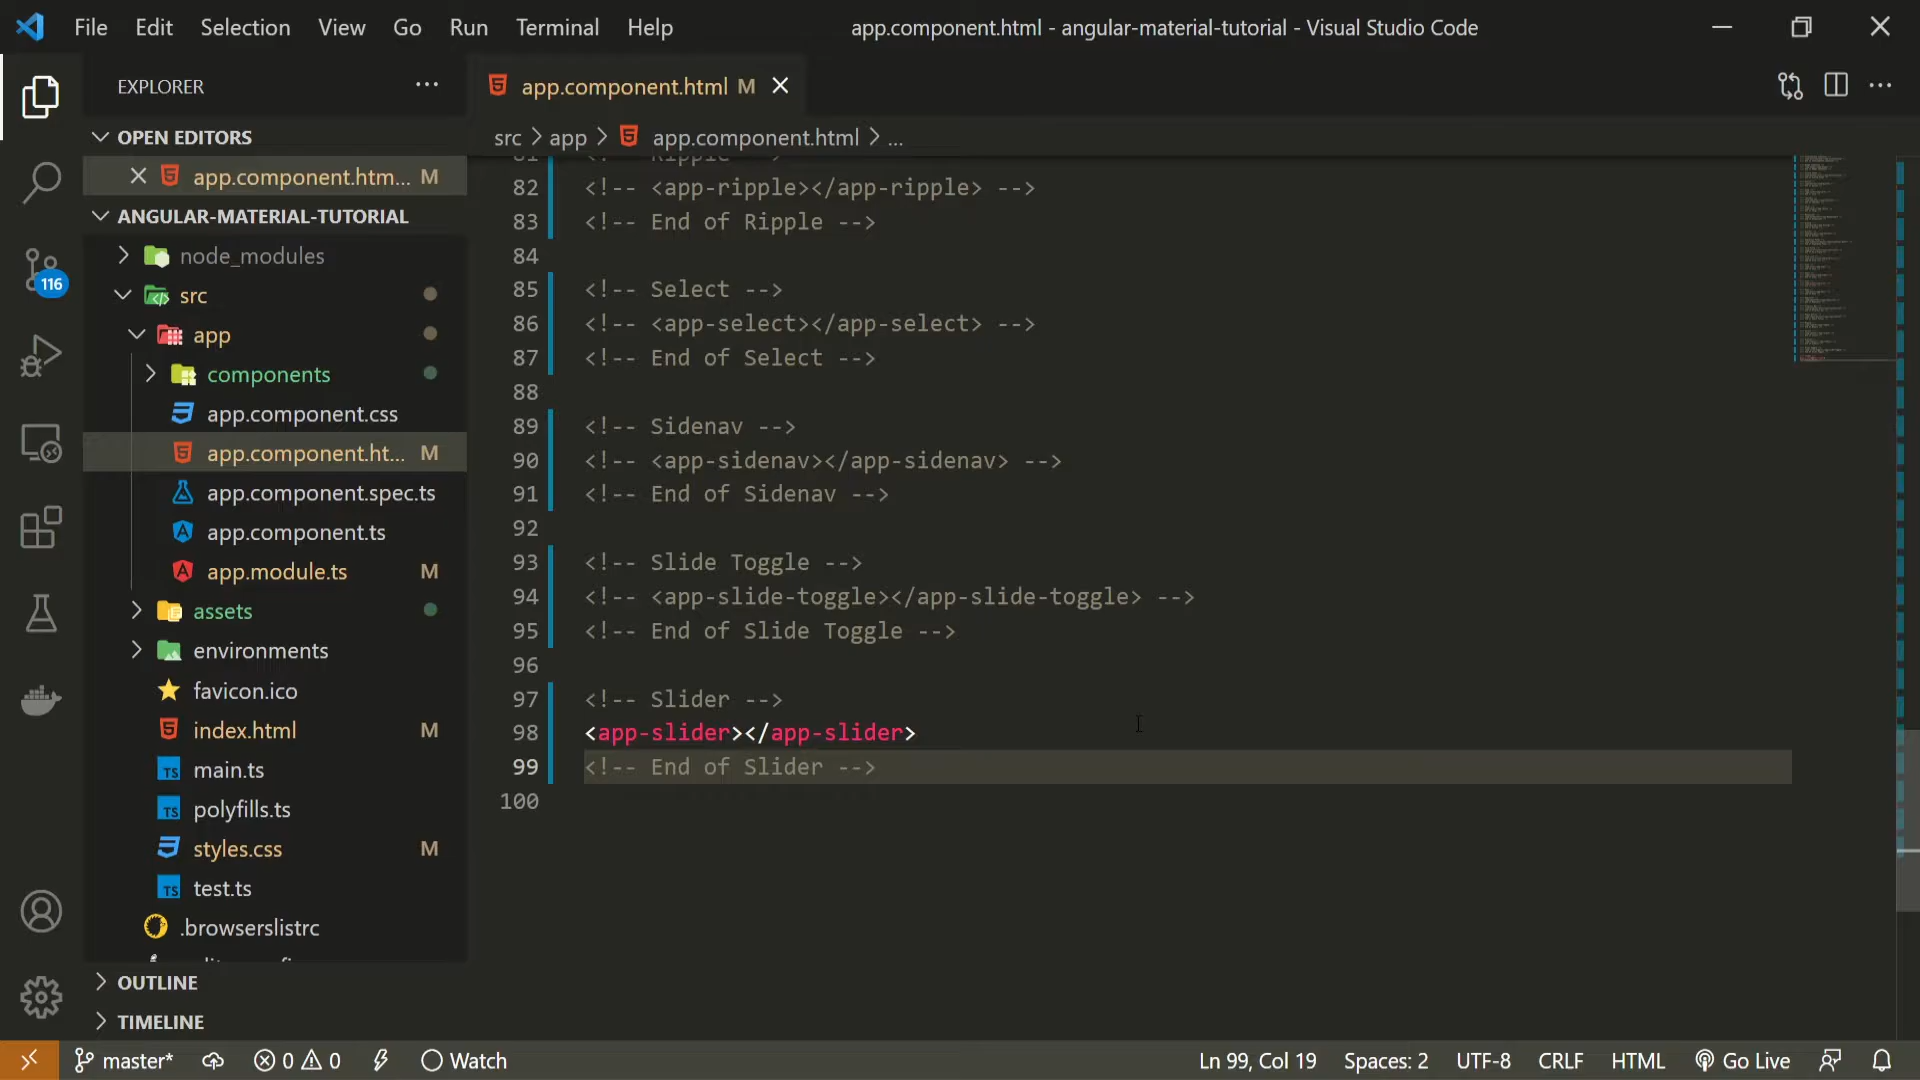 File Edit Selection View Go Run Terminal Help
app.component.html - angular-material-tutorial - Visual Studio Code
EXPLORER
OPEN EDITORS
app.component.htm... M
ANGULAR-MATERIAL-TUTORIAL
node_modules
src
app
components
app.component.css
app.component.ht... M
app.component.spec.ts
app.component.ts
app.module.ts M
assets
environments
favicon.ico
index.html M
main.ts
polyfills.ts
styles.css M
test.ts
.browserslistrc
OUTLINE
TIMELINE
116
app.component.html M
src > app > app.component.html > ...
82 <!-- <app-ripple></app-ripple> -->
83 <!-- End of Ripple -->
84
85 <!-- Select -->
86 <!-- <app-select></app-select> -->
87 <!-- End of Select -->
88
89 <!-- Sidenav -->
90 <!-- <app-sidenav></app-sidenav> -->
91 <!-- End of Sidenav -->
92
93 <!-- Slide Toggle -->
94 <!-- <app-slide-toggle></app-slide-toggle> -->
95 <!-- End of Slide Toggle -->
96
97 <!-- Slider -->
98 <app-slider></app-slider>
99 <!-- End of Slider -->
100
master* 0 0 Watch
Ln 99, Col 19 Spaces: 2 UTF-8 CRLF HTML Go Live